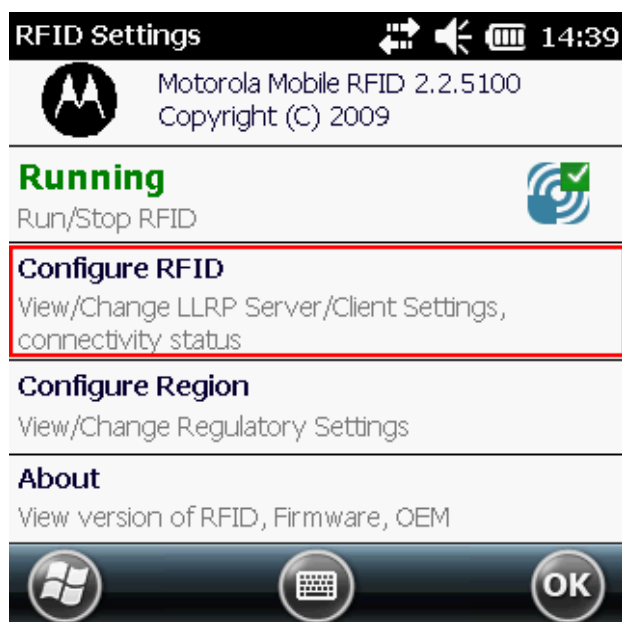 RFID Settings 14:39
Motorola Mobile RFID 2.2.5100
Copyright (C) 2009
Running
Run/Stop RFID
Configure RFID
View/Change LLRP Server/Client Settings,
connectivity status
Configure Region
View/Change Regulatory Settings
About
View version of RFID, Firmware, OEM
OK